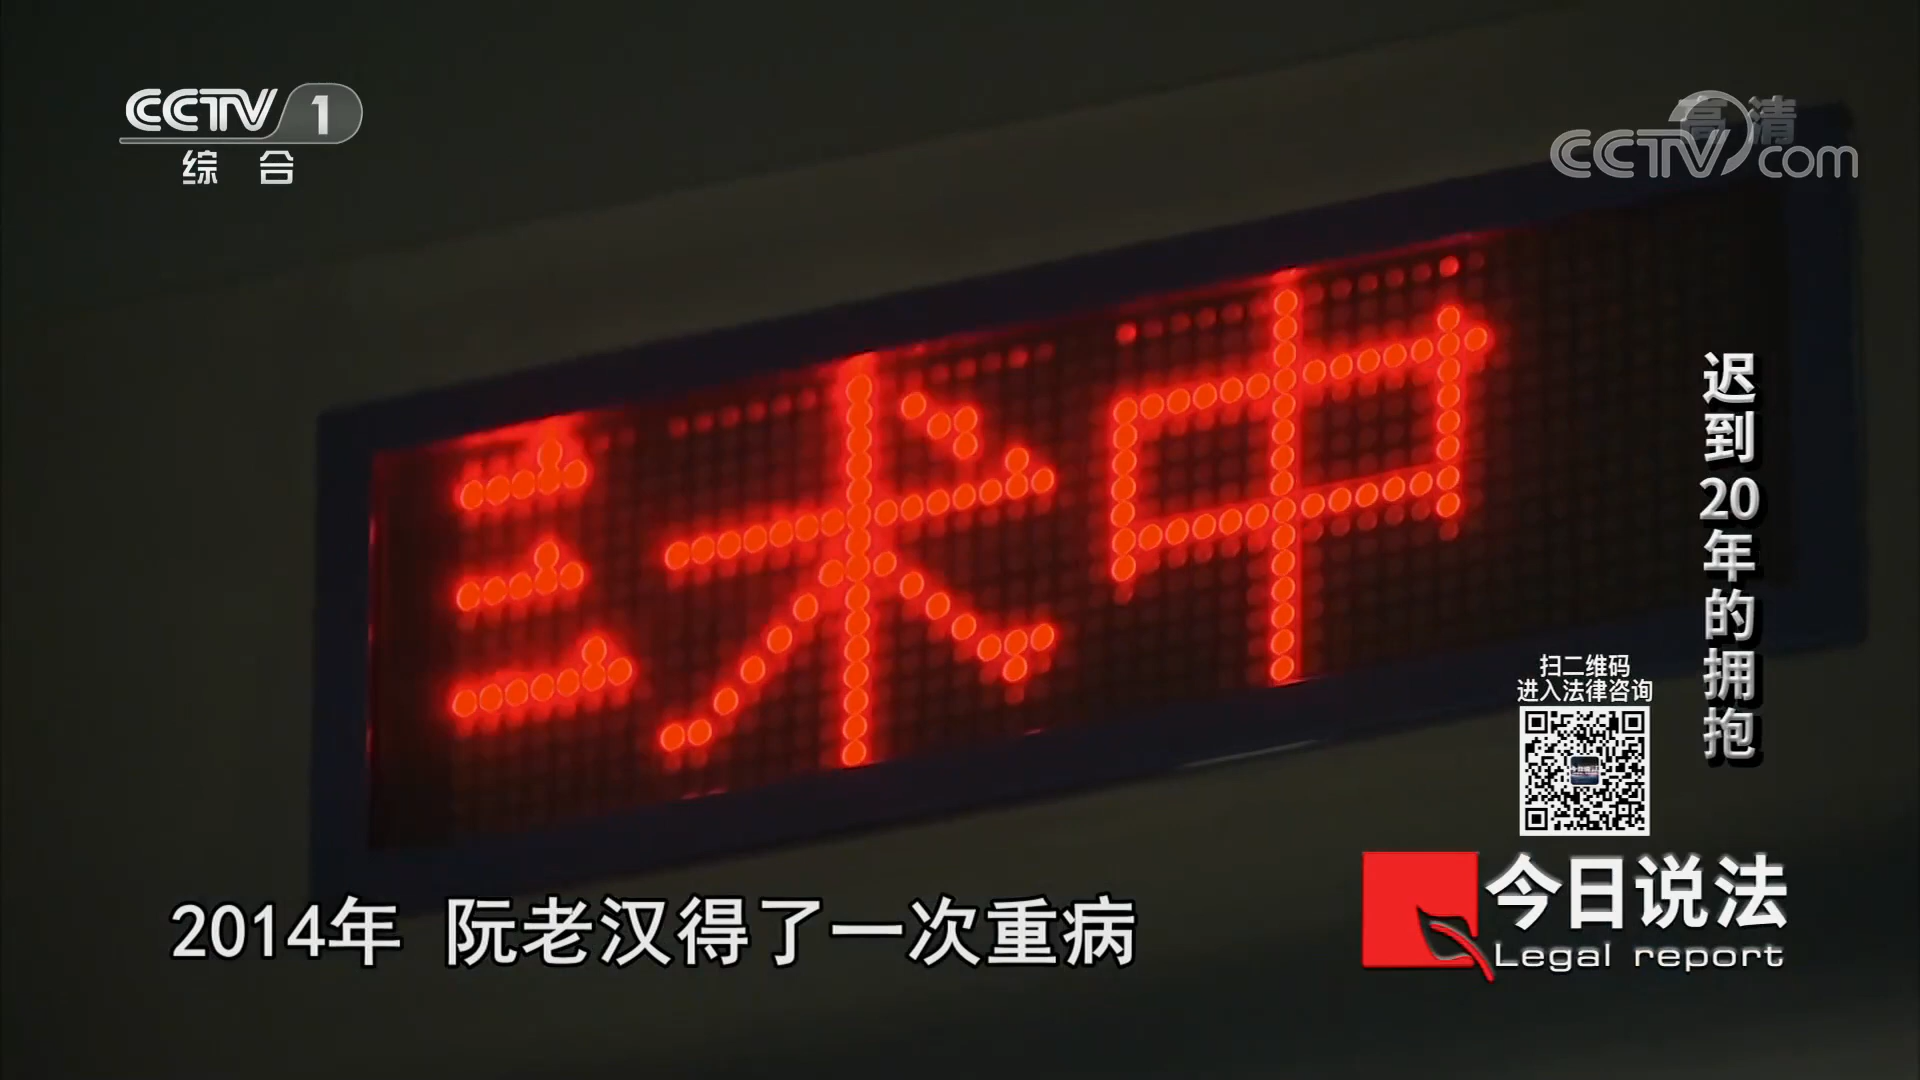 CCTV 1
综合
高清
CCTV com
术中
迟到20年的拥抱
扫二维码
进入法律咨询
今日说法
Legal report
2014年 阮老汉得了一次重病